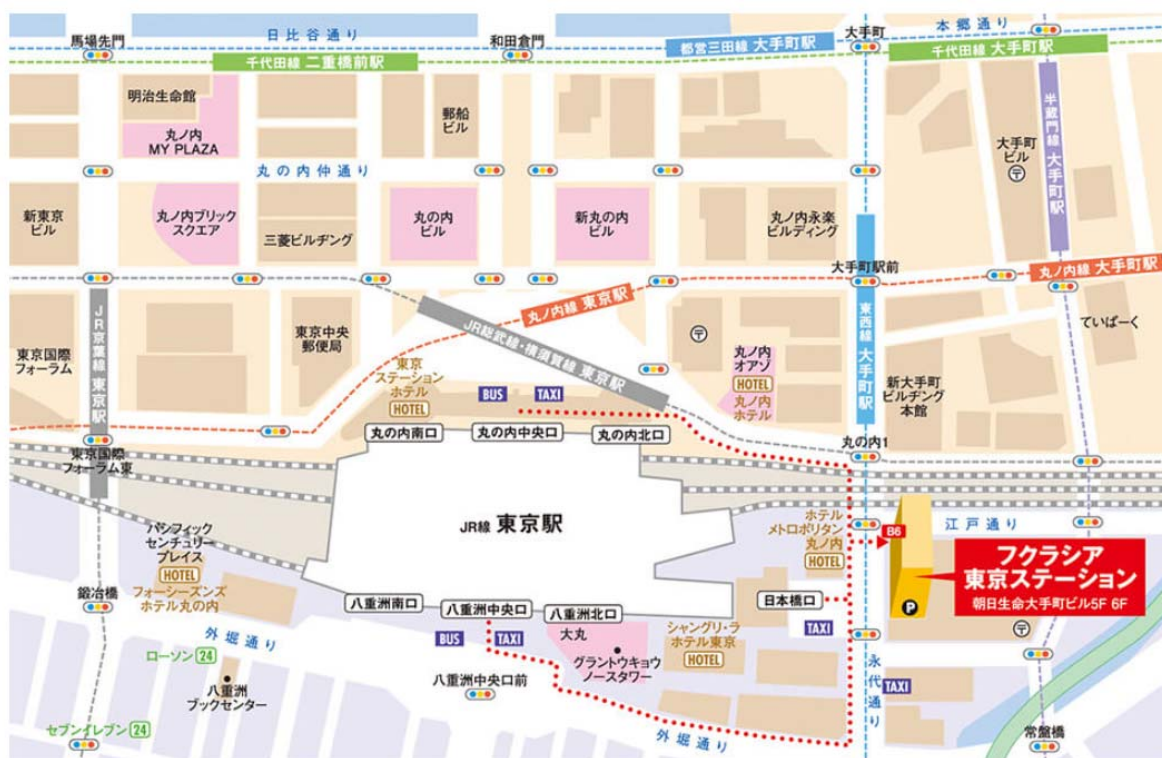 馬場先門
日比谷通り
和田倉門
都営三田線 大手町駅
大手町
本郷通り
千代田線 二重橋前駅
千代田線 大手町駅
明治生命館
丸ノ内
MY PLAZA
郵船
ビル
半蔵門線 大手町駅
大手町
ビル
〒
丸の内仲通り
新東京
ビル
丸ノ内ブリック
スクエア
三菱ビルヂング
丸の内
ビル
新丸の内
ビル
丸ノ内永楽
ビルディング
大手町駅前
丸ノ内線 大手町駅
JR京葉線 東京駅
東京国際
フォーラム
東京中央
郵便局
丸ノ内線 東京駅
JR総武線・横須賀線 東京駅
〒
丸ノ内
オアゾ
HOTEL
丸ノ内
ホテル
東西線 大手町駅
ていぱーく
新大手町
ビルヂング
本館
東京
ステーション
ホテル
HOTEL
BUS
TAXI
丸の内南口
丸の内中央口
丸の内北口
丸の内1
東京国際
フォーラム東
JR線 東京駅
パシフィック
センチュリー
プレイス
HOTEL
フォーシーズンズ
ホテル丸の内
ホテル
メトロポリタン
丸ノ内
HOTEL
B6
江戸通り
フクラシア
東京ステーション
朝日生命大手町ビル5F 6F
P
〒
鍛冶橋
八重洲南口
八重洲中央口
八重洲北口
日本橋口
TAXI
外堀通り
BUS
TAXI
大丸
グラントウキョウ
ノースタワー
シャングリ・ラ
ホテル東京
HOTEL
ローソン 24
八重洲
ブックセンター
八重洲中央口前
永代通り
TAXI
セブンイレブン 24
外堀通り
常盤橋